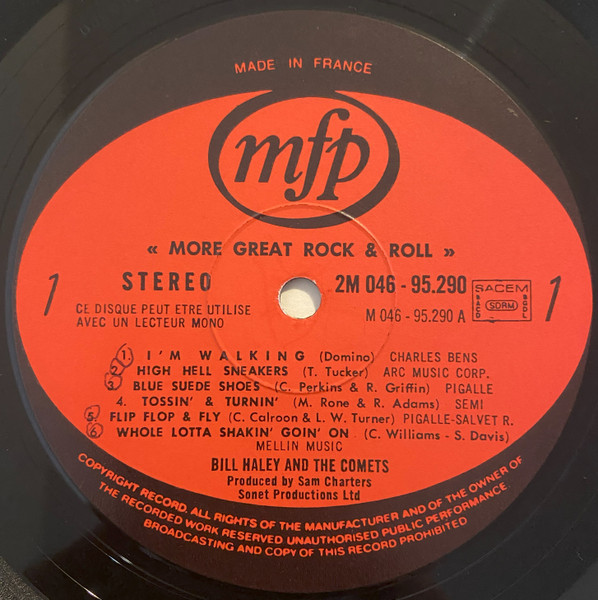 MADE IN FRANCE
mfp
« MORE GREAT ROCK & ROLL »
1
STEREO
2M 046 - 95.290
SACEM
SACD
SDRM
SGDL
1
CE DISQUE PEUT ETRE UTILISE
AVEC UN LECTEUR MONO
M 046 - 95.290 A
1. I'M WALKING (Domino) CHARLES BENS
2. HIGH HELL SNEAKERS (T. Tucker) ARC MUSIC CORP.
3. BLUE SUEDE SHOES (C. Perkins & R. Griffin) PIGALLE
4. TOSSIN' & TURNIN' (M. Rone & R. Adams) SEMI
5. FLIP FLOP & FLY (C. Calroon & L. W. Turner) PIGALLE-SALVET R.
6. WHOLE LOTTA SHAKIN' GOIN' ON (C. Williams - S. Davis)
MELLIN MUSIC
BILL HALEY AND THE COMETS
Produced by Sam Charters
Sonet Productions Ltd
COPYRIGHT RECORD. ALL RIGHTS OF THE MANUFACTURER AND OF THE OWNER OF
THE RECORDED WORK RESERVED UNAUTHORISED PUBLIC PERFORMANCE
BROADCASTING AND COPY OF THIS RECORD PROHIBITED